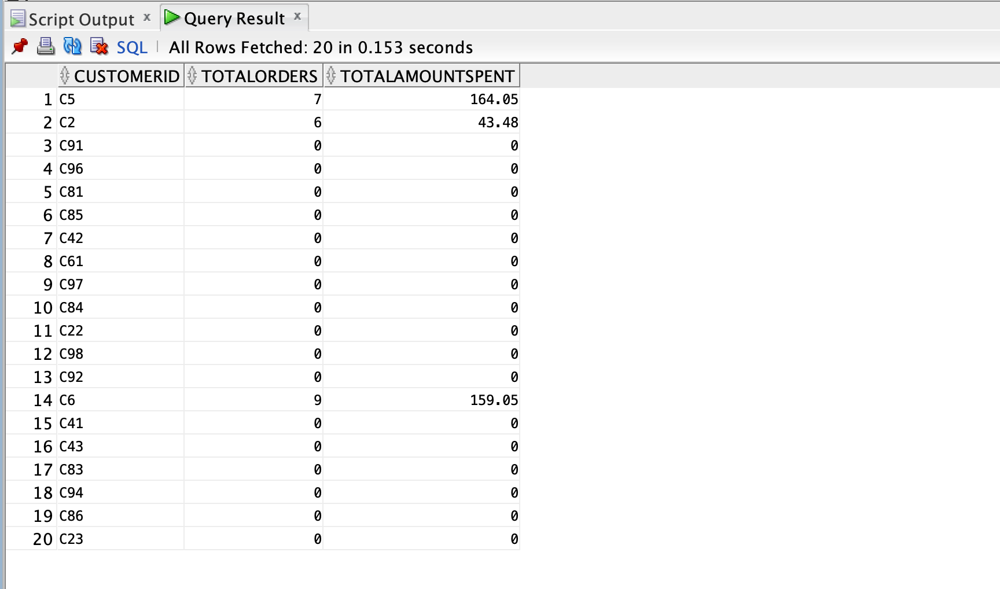 Script Output x Query Result x
SQL | All Rows Fetched: 20 in 0.153 seconds
CUSTOMERID TOTALORDERS TOTALAMOUNTSPENT
1 C5 7 164.05
2 C2 6 43.48
3 C91 0 0
4 C96 0 0
5 C81 0 0
6 C85 0 0
7 C42 0 0
8 C61 0 0
9 C97 0 0
10 C84 0 0
11 C22 0 0
12 C98 0 0
13 C92 0 0
14 C6 9 159.05
15 C41 0 0
16 C43 0 0
17 C83 0 0
18 C94 0 0
19 C86 0 0
20 C23 0 0